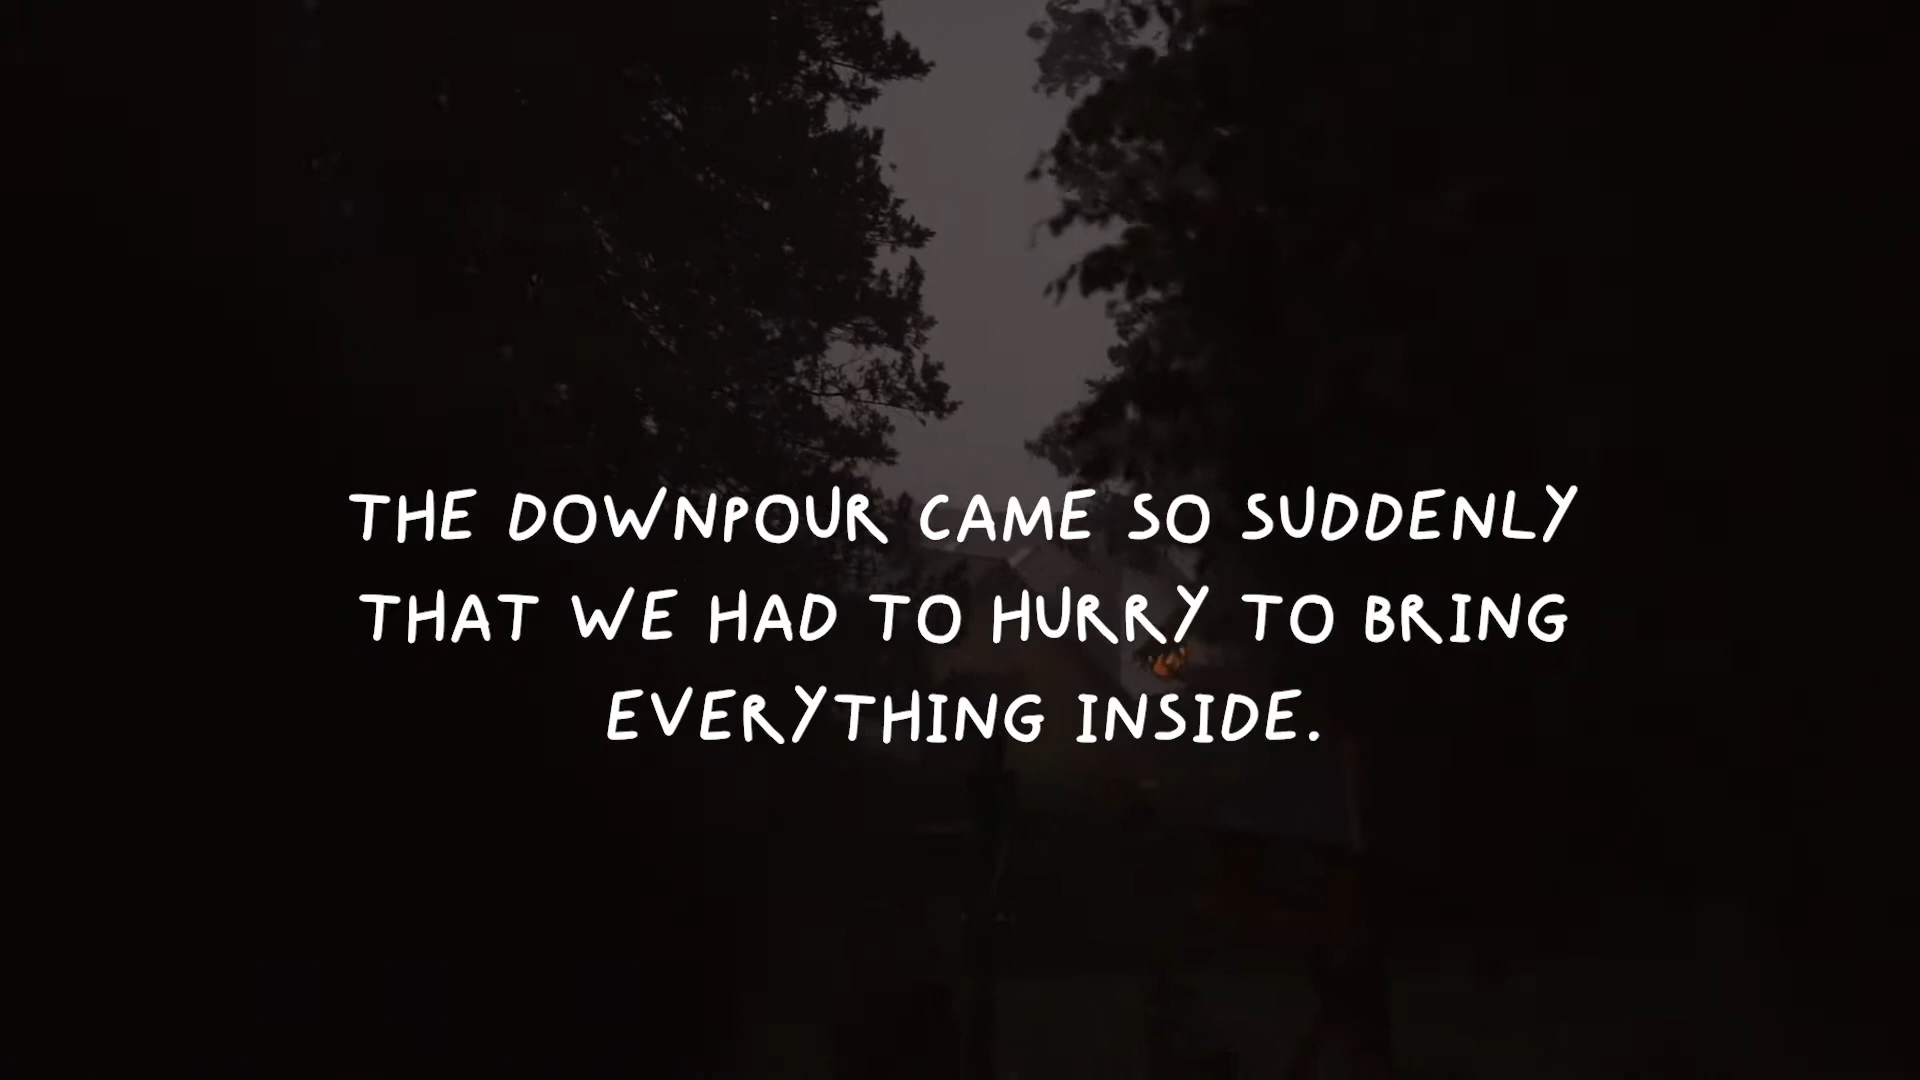 THE DOWNPOUR CAME SO SUDDENLY
THAT WE HAD TO HURRY TO BRING
EVERYTHING INSIDE.